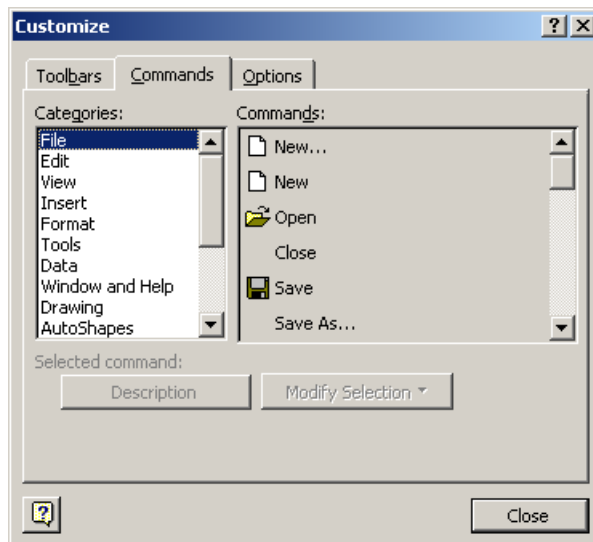 Customize
Toolbars Commands Options
Categories: Commands:
File
Edit
View
Insert
Format
Tools
Data
Window and Help
Drawing
AutoShapes
New...
New
Open
Close
Save
Save As...
Selected command:
Description Modify Selection
Close